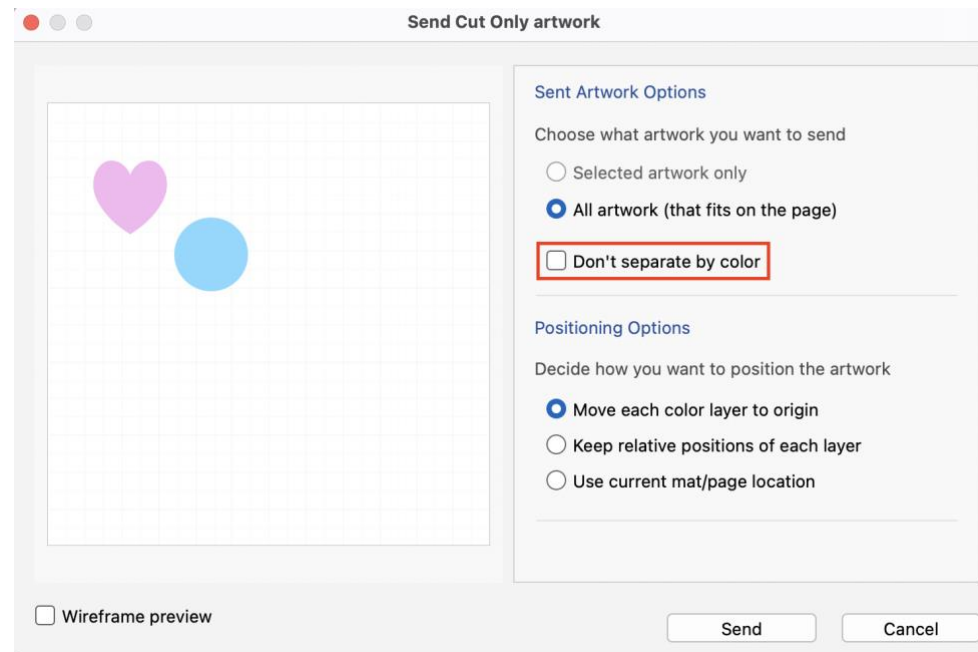 Send Cut Only artwork
Sent Artwork Options
Choose what artwork you want to send
Selected artwork only
All artwork (that fits on the page)
Don't separate by color
Positioning Options
Decide how you want to position the artwork
Move each color layer to origin
Keep relative positions of each layer
Use current mat/page location
Wireframe preview
Send
Cancel